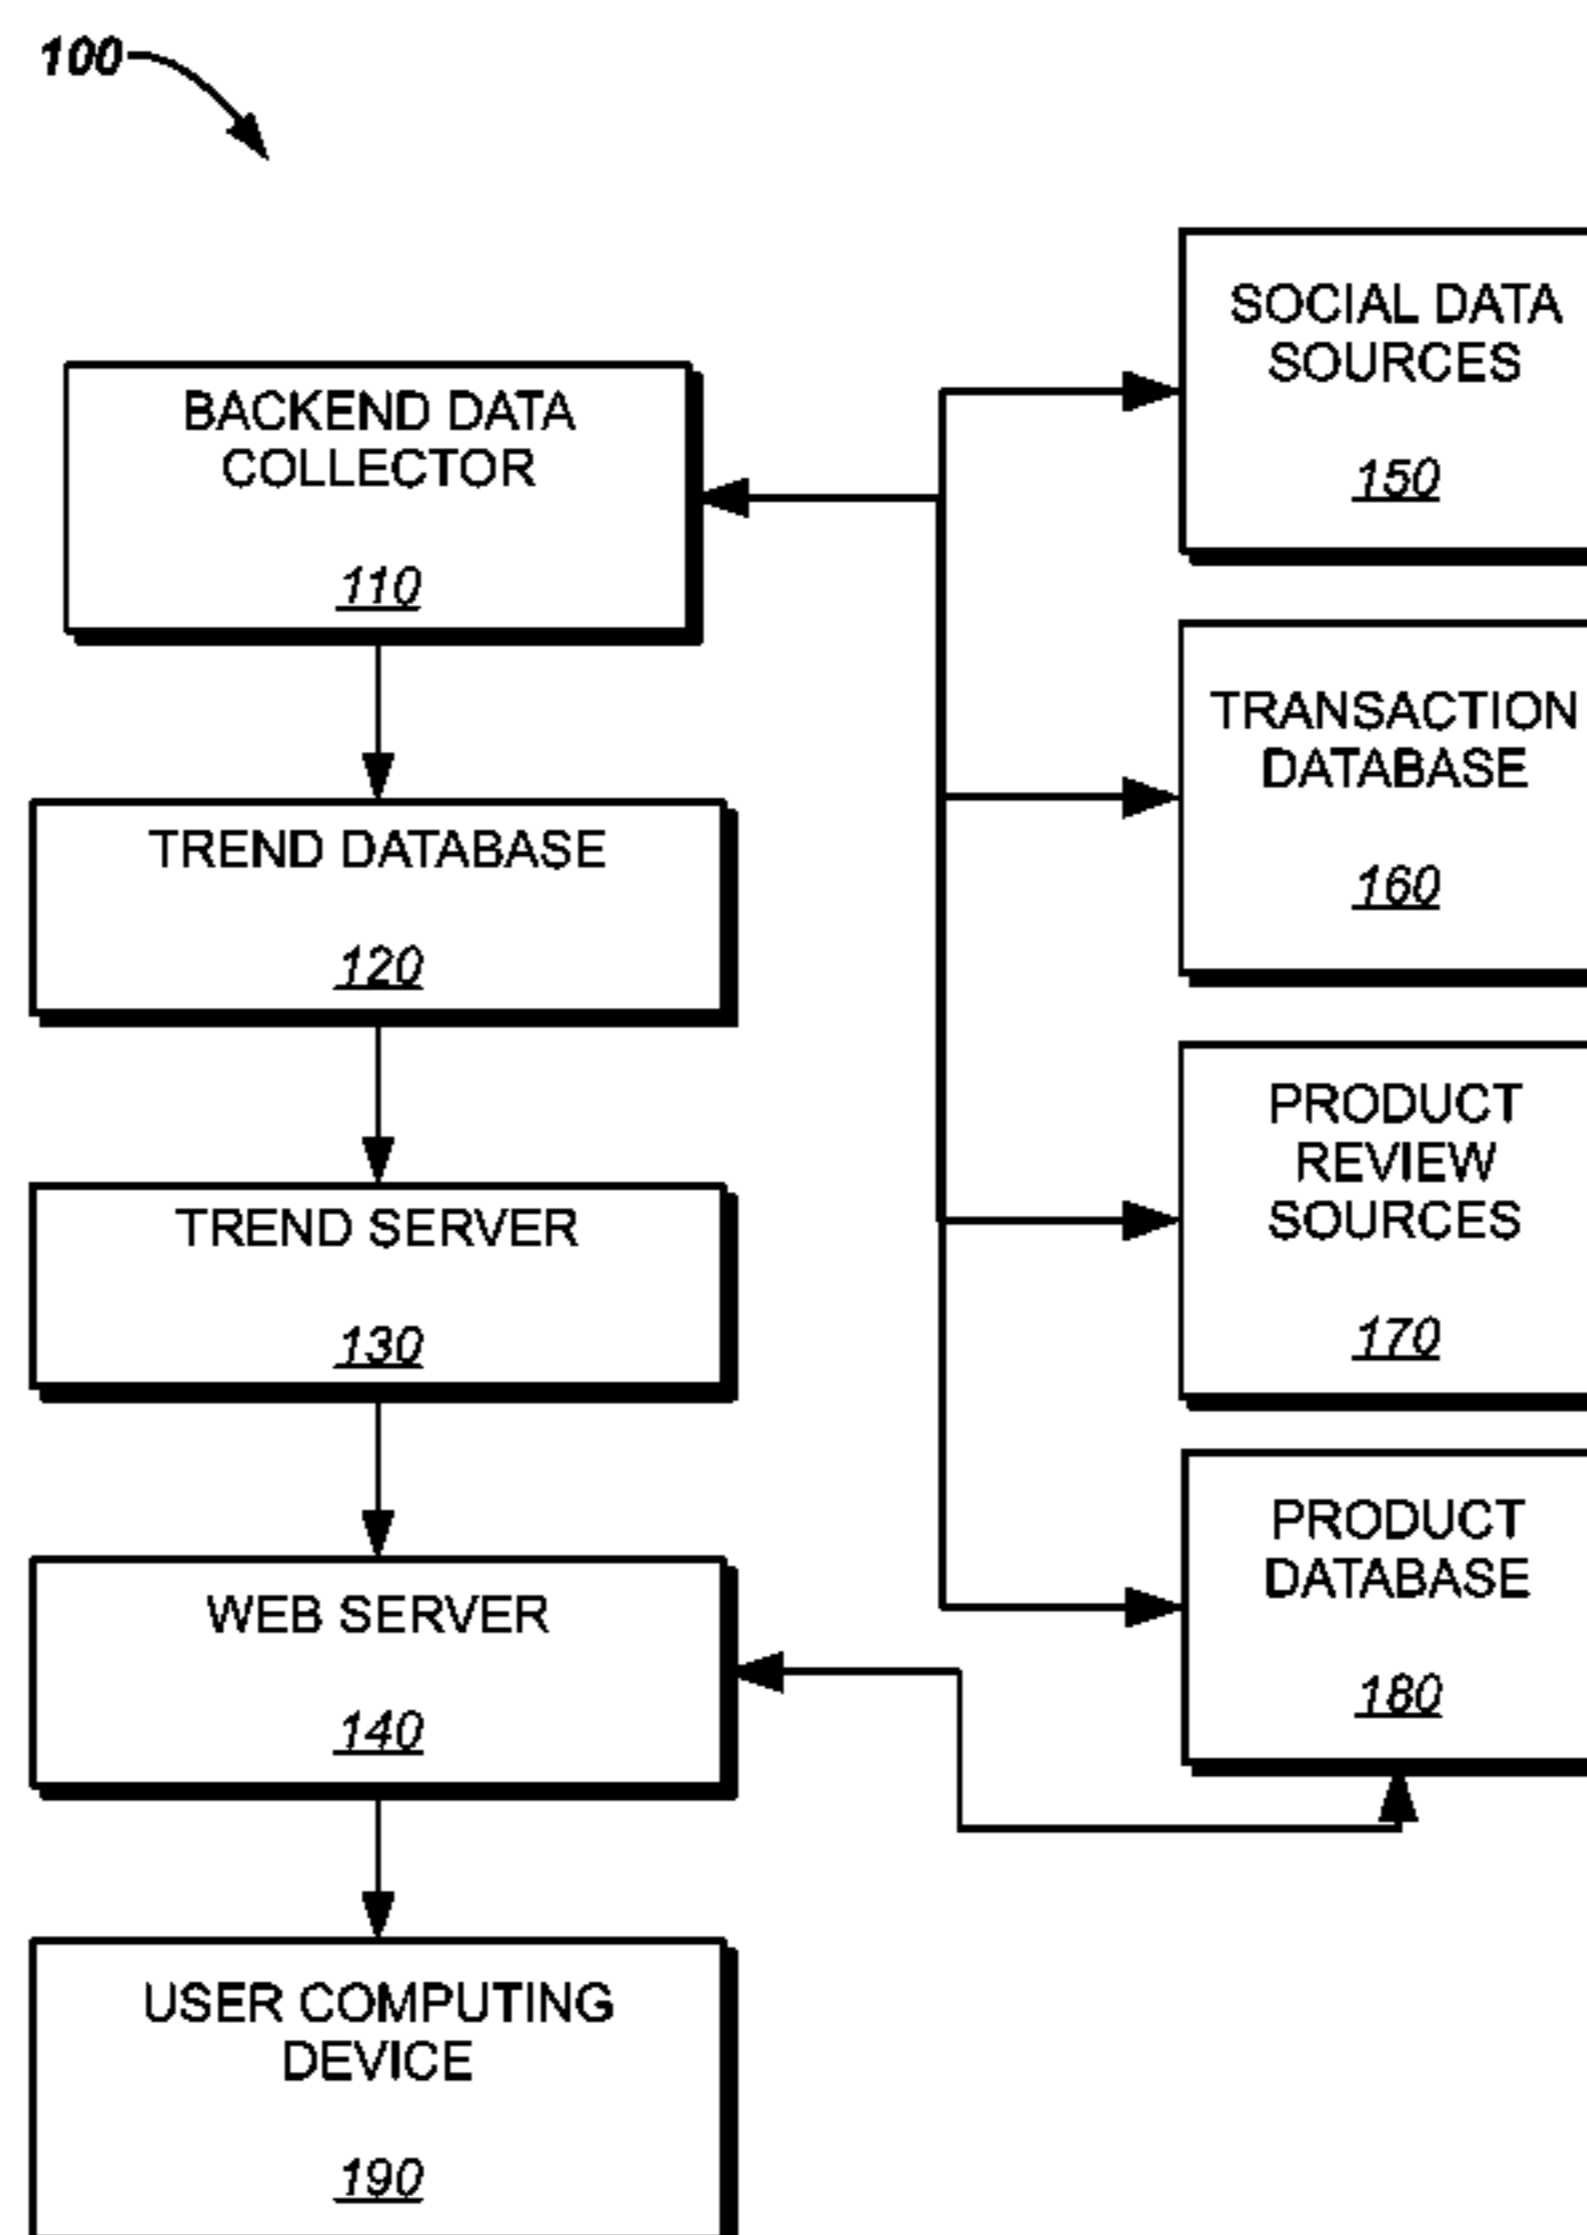 100
BACKEND DATA
COLLECTOR
110
TREND DATABASE
120
TREND SERVER
130
WEB SERVER
140
USER COMPUTING
DEVICE
190
SOCIAL DATA
SOURCES
150
TRANSACTION
DATABASE
160
PRODUCT
REVIEW
SOURCES
170
PRODUCT
DATABASE
180